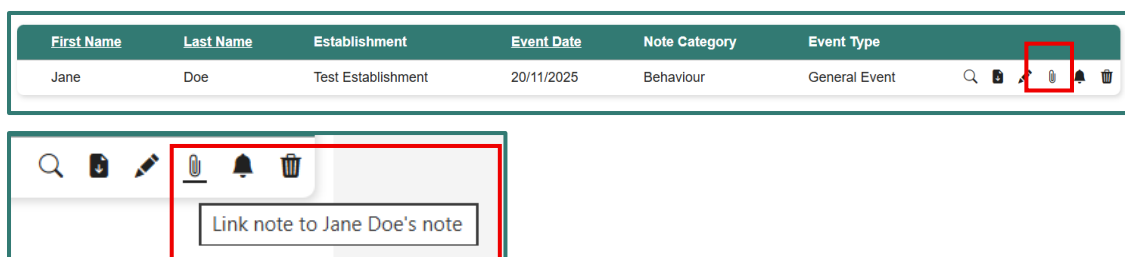 First Name Last Name Establishment Event Date Note Category Event Type
Jane Doe Test Establishment 20/11/2025 Behaviour General Event
Link note to Jane Doe's note